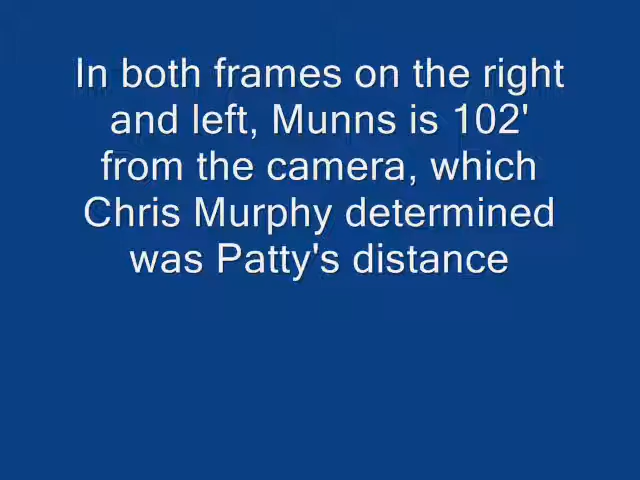 In both frames on the right
and left, Munns is 102'
from the camera, which
Chris Murphy determined
was Patty's distance